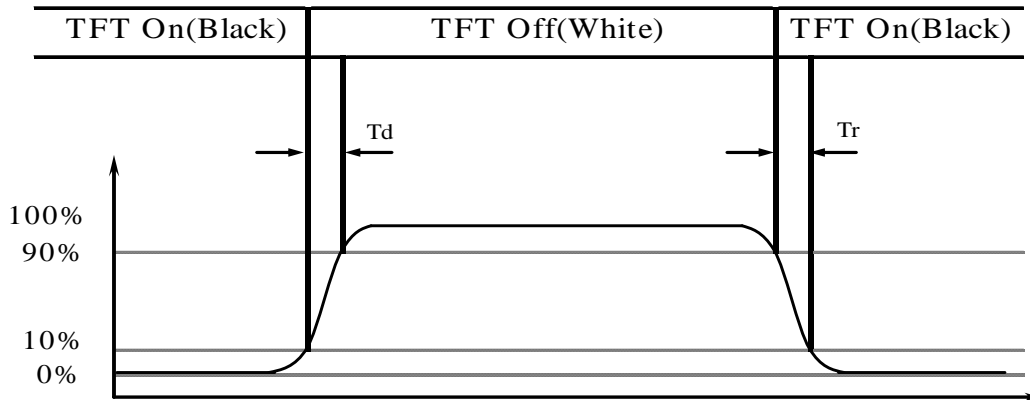 TFT On(Black) TFT Off(White) TFT On(Black)
Td Tr
100%
90%
10%
0%